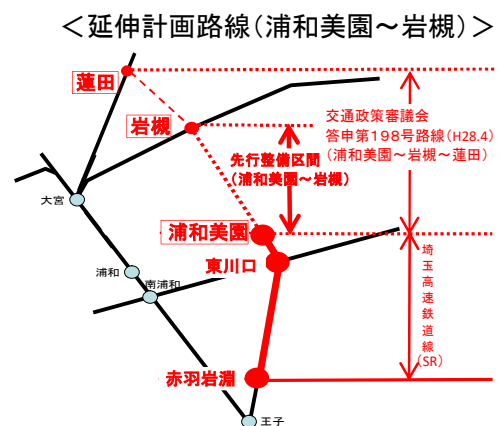 ＜延伸計画路線（浦和美園～岩槻）＞
蓮田
岩槻
交通政策審議会
答申第198号路線（H28.4）
（浦和美園～岩槻～蓮田）
先行整備区間
（浦和美園～岩槻）
大宮
浦和美園
東川口
浦和
南浦和
埼玉高速鉄道線(SR)
赤羽岩淵
王子